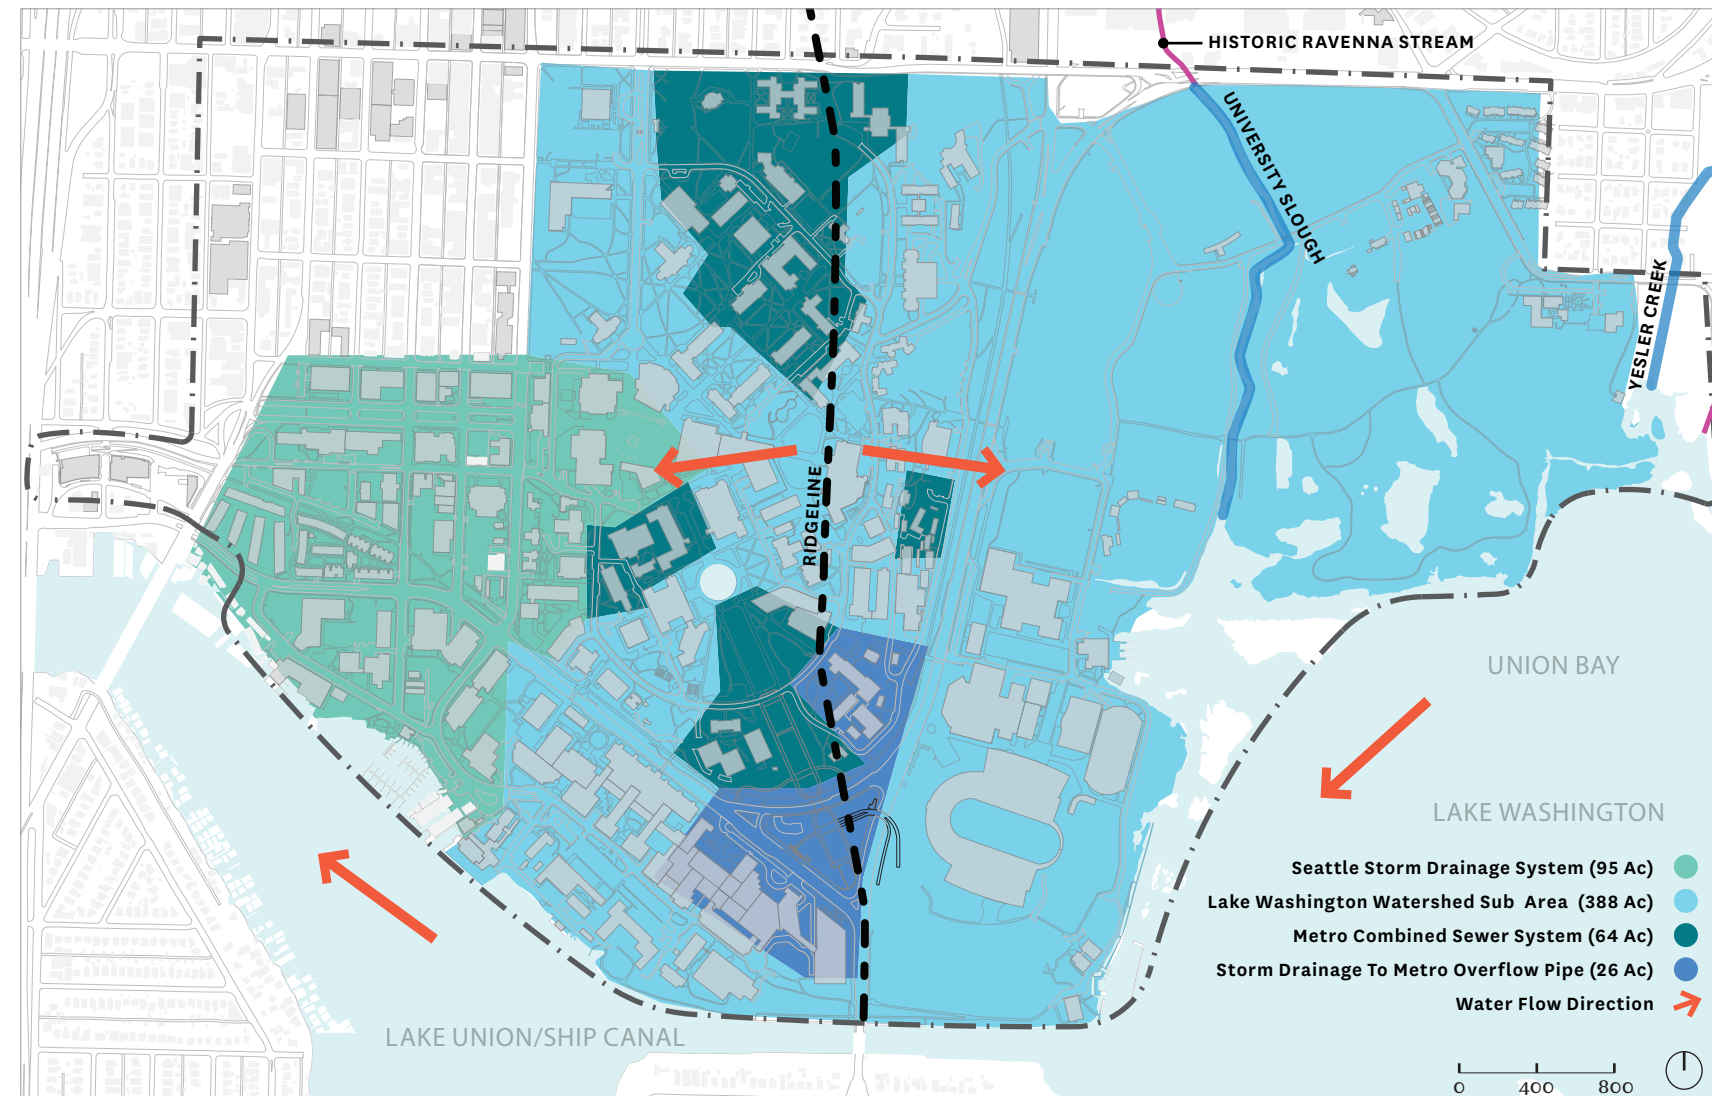 HISTORIC RAVENNA STREAM
UNIVERSITY SLOUGH
YESLER CREEK
RIDGELINE
UNION BAY
LAKE WASHINGTON
Seattle Storm Drainage System (95 Ac)
Lake Washington Watershed Sub Area (388 Ac)
Metro Combined Sewer System (64 Ac)
Storm Drainage To Metro Overflow Pipe (26 Ac)
Water Flow Direction
LAKE UNION/SHIP CANAL
0 400 800